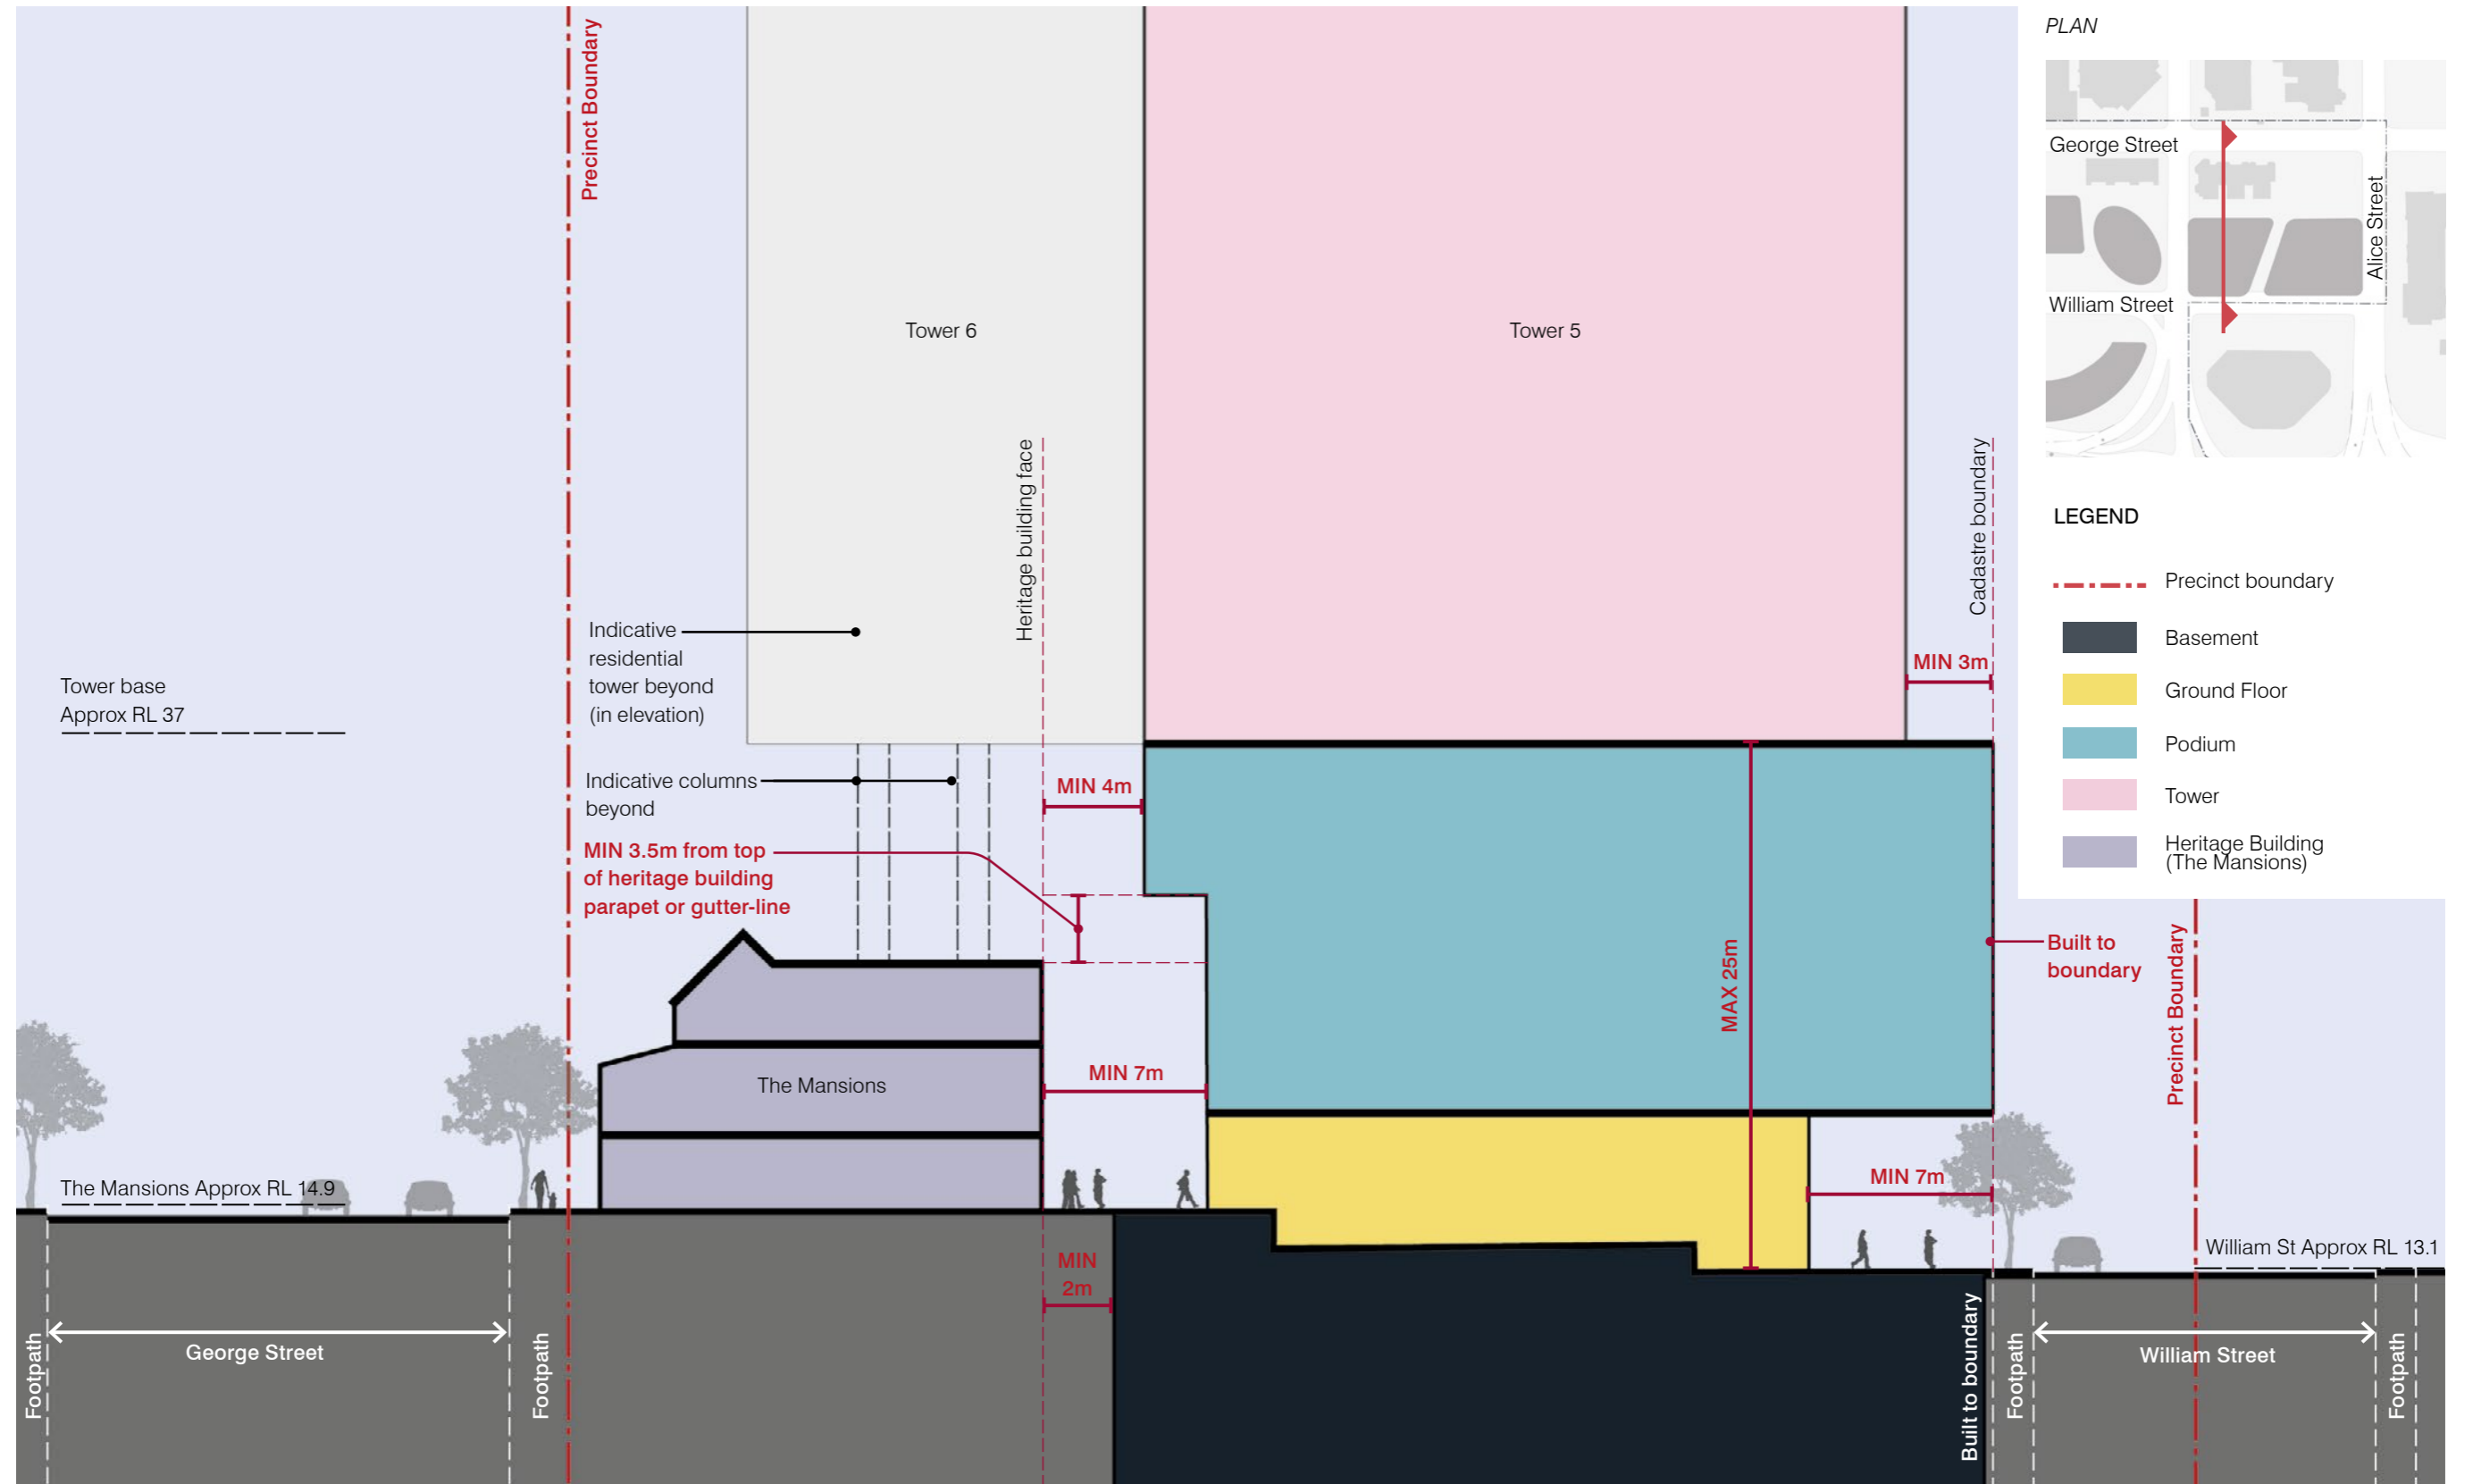 Precinct Boundary
Tower 6
Tower 5
Heritage building face
Cadastre boundary
Indicative
residential
tower beyond
(in elevation)
Tower base
Approx RL 37
MIN 3m
Indicative columns
beyond
MIN 4m
MIN 3.5m from top
of heritage building
parapet or gutter-line
MAX 25m
Built to
boundary
Precinct Boundary
The Mansions
MIN 7m
The Mansions Approx RL 14.9
MIN 7m
William St Approx RL 13.1
MIN
2m
Footpath
George Street
Footpath
Built to boundary
Footpath
William Street
Footpath
PLAN
George Street
Alice Street
William Street
LEGEND
Precinct boundary
Basement
Ground Floor
Podium
Tower
Heritage Building
(The Mansions)